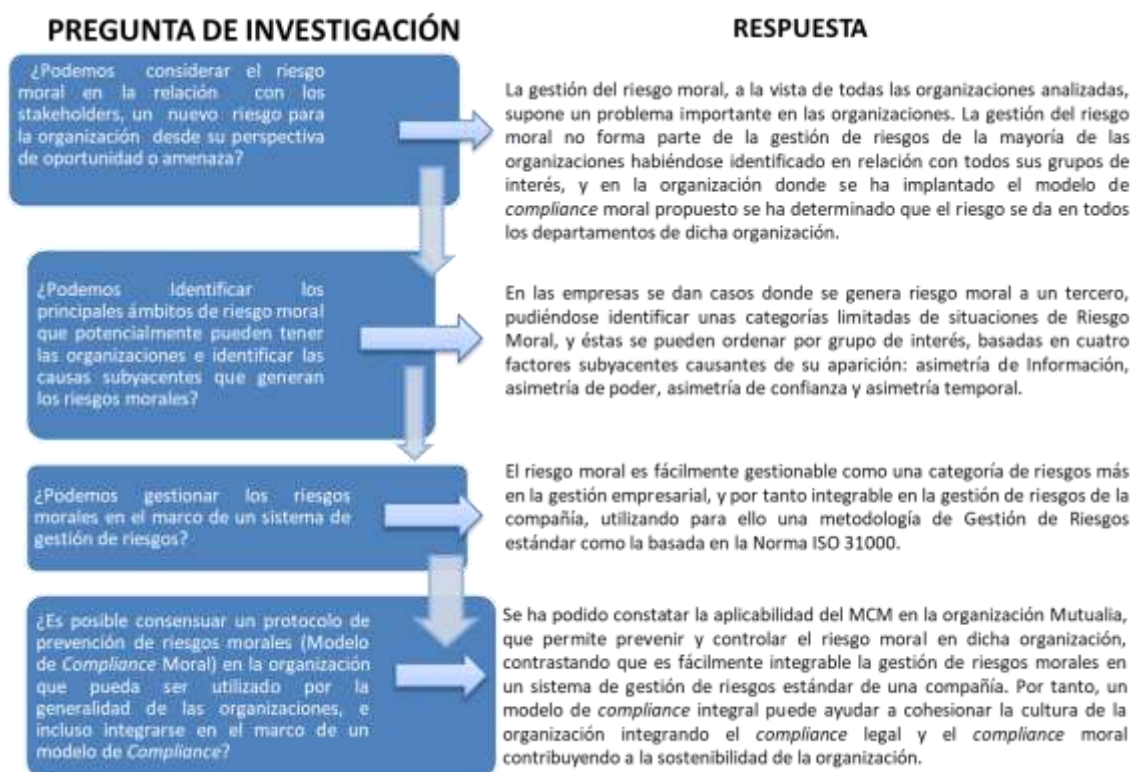 PREGUNTA DE INVESTIGACIÓN
RESPUESTA
¿Podemos considerar el riesgo
moral en la relación con los
stakeholders, un nuevo riesgo para
la organización desde su perspectiva
de oportunidad o amenaza?
La gestión del riesgo moral, a la vista de todas las organizaciones analizadas,
supone un problema importante en las organizaciones. La gestión del riesgo
moral no forma parte de la gestión de riesgos de la mayoría de las
organizaciones habiéndose identificado en relación con todos sus grupos de
interés, y en la organización donde se ha implantado el modelo de
compliance moral propuesto se ha determinado que el riesgo se da en todos
los departamentos de dicha organización.
¿Podemos Identificar los
principales ámbitos de riesgo moral
que potencialmente pueden tener
las organizaciones e identificar las
causas subyacentes que generan
los riesgos morales?
En las empresas se dan casos donde se genera riesgo moral a un tercero,
pudiéndose identificar unas categorías limitadas de situaciones de Riesgo
Moral, y éstas se pueden ordenar por grupo de interés, basadas en cuatro
factores subyacentes causantes de su aparición: asimetría de Información,
asimetría de poder, asimetría de confianza y asimetría temporal.
¿Podemos gestionar los riesgos
morales en el marco de un sistema de
gestión de riesgos?
El riesgo moral es fácilmente gestionable como una categoría de riesgos más
en la gestión empresarial, y por tanto integrable en la gestión de riesgos de la
compañía, utilizando para ello una metodología de Gestión de Riesgos
estándar como la basada en la Norma ISO 31000.
¿Es posible consensuar un protocolo de
prevención de riesgos morales (Modelo
de Compliance Moral) en la organización
que pueda ser utilizado por la
generalidad de las organizaciones, e
incluso integrarse en el marco de un
modelo de Compliance?
Se ha podido constatar la aplicabilidad del MCM en la organización Mutualia,
que permite prevenir y controlar el riesgo moral en dicha organización,
contrastando que es fácilmente integrable la gestión de riesgos morales en
un sistema de gestión de riesgos estándar de una compañía. Por tanto, un
modelo de compliance integral puede ayudar a cohesionar la cultura de la
organización integrando el compliance legal y el compliance moral
contribuyendo a la sostenibilidad de la organización.